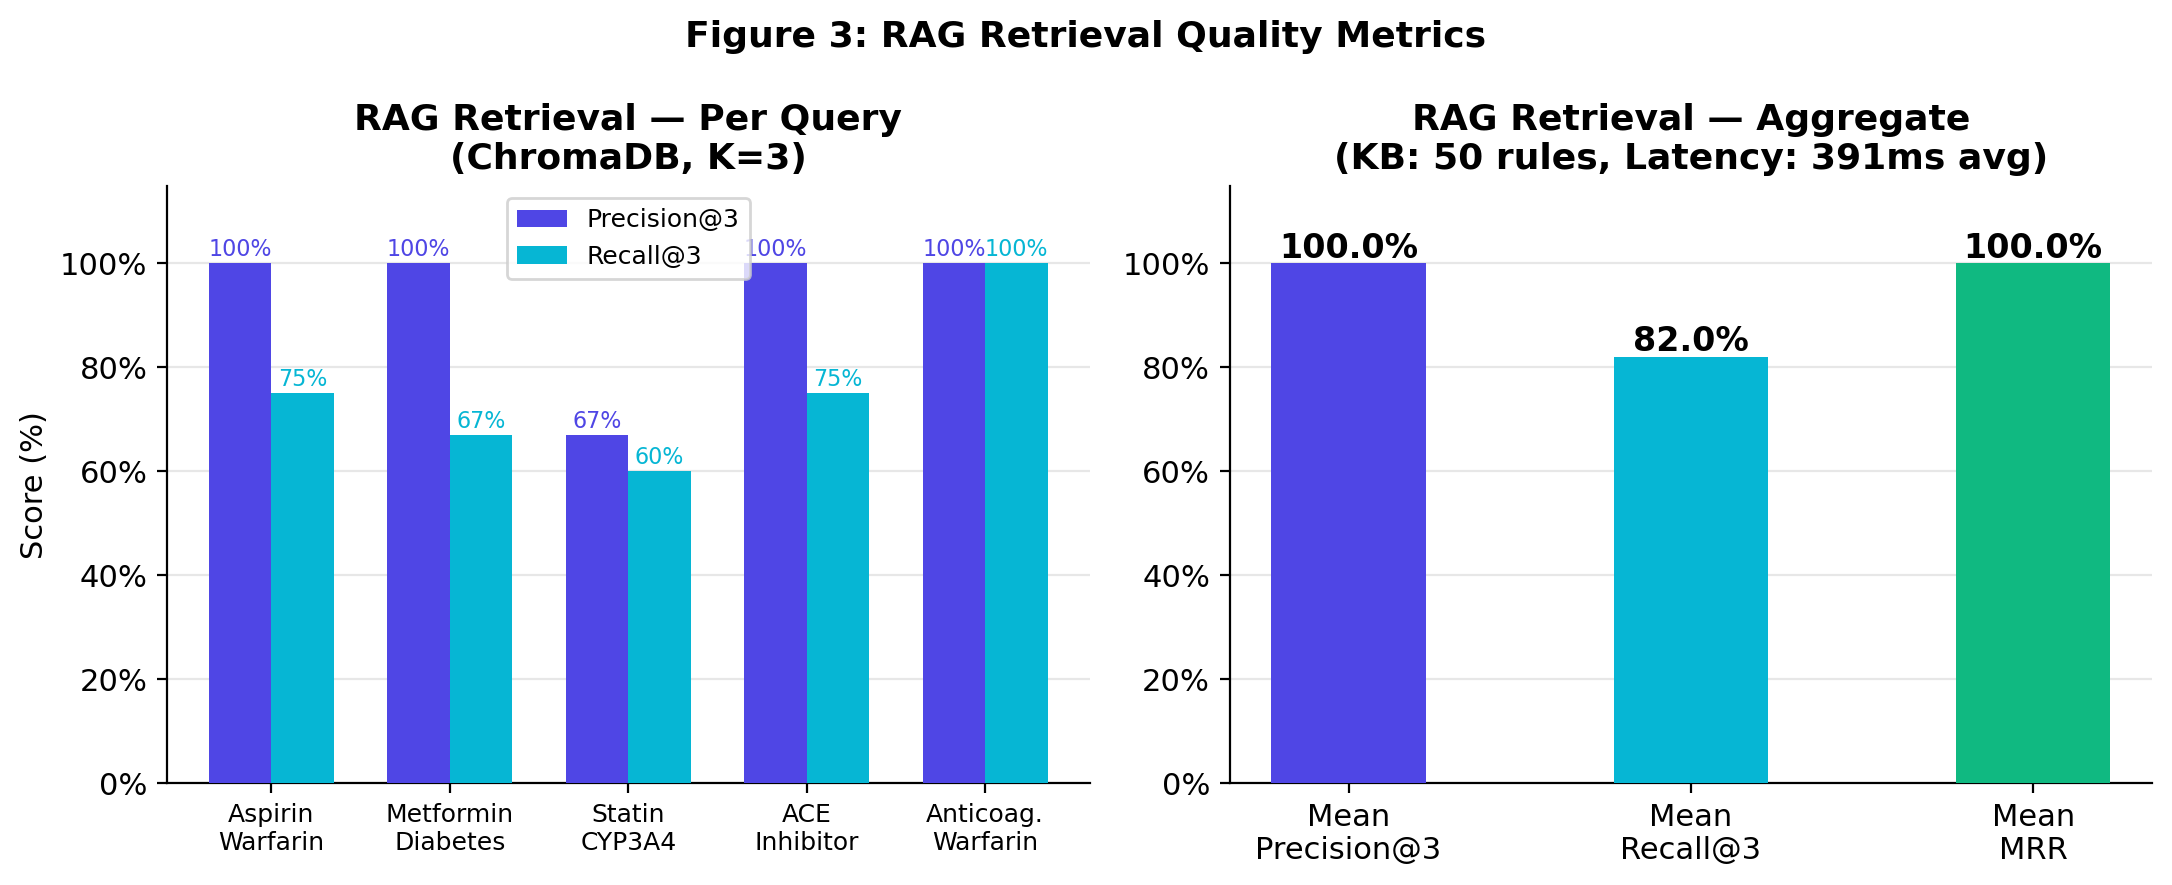 Figure 3: RAG Retrieval Quality Metrics
RAG Retrieval — Per Query
(ChromaDB, K=3)
Precision@3
Recall@3
Score (%)
100%
80%
60%
40%
20%
0%
100%
75%
100%
67%
67%
60%
100%
75%
100%
100%
Aspirin
Warfarin
Metformin
Diabetes
Statin
CYP3A4
ACE
Inhibitor
Anticoag.
Warfarin
RAG Retrieval — Aggregate
(KB: 50 rules, Latency: 391ms avg)
100%
80%
60%
40%
20%
0%
100.0%
82.0%
100.0%
Mean
Precision@3
Mean
Recall@3
Mean
MRR